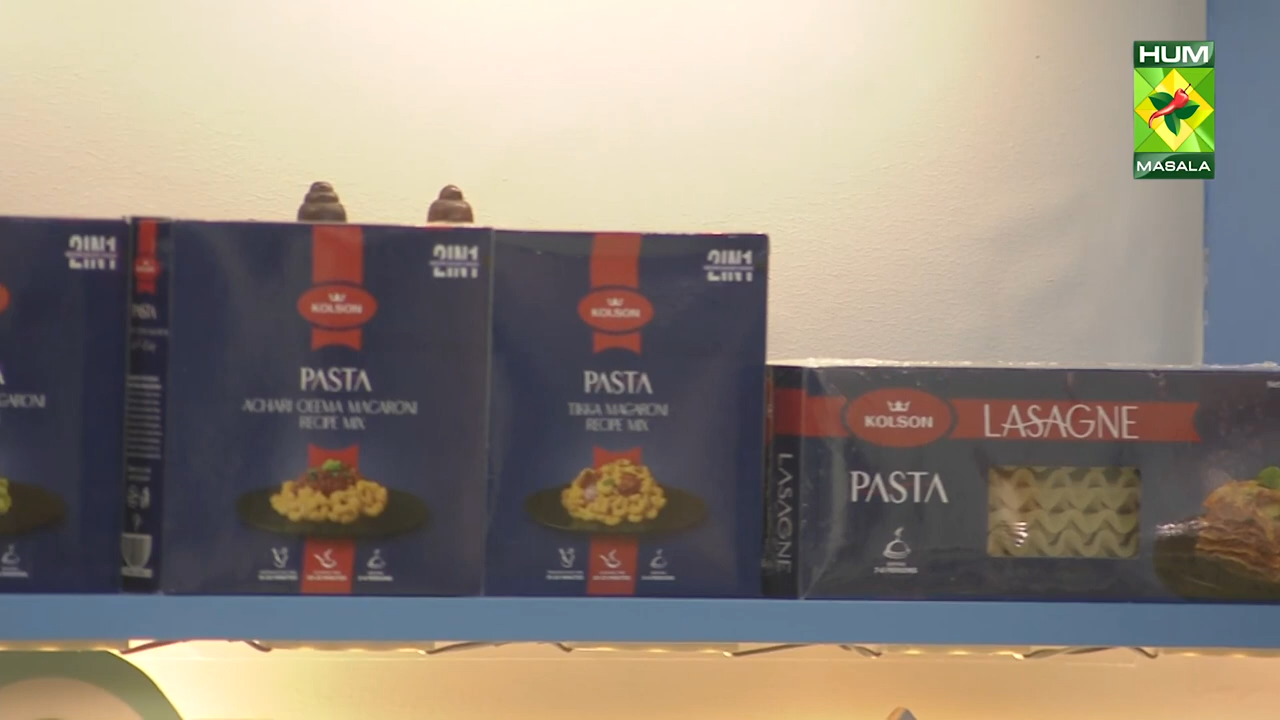 HUM
MASALA
2IN1
2IN1
KOLSON
PASTA
ACHARI QEEMA MACARONI
RECIPE MIX
2IN1
KOLSON
PASTA
TIKKA MACARONI
RECIPE MIX
KOLSON
LASAGNE
PASTA
LASAGNE